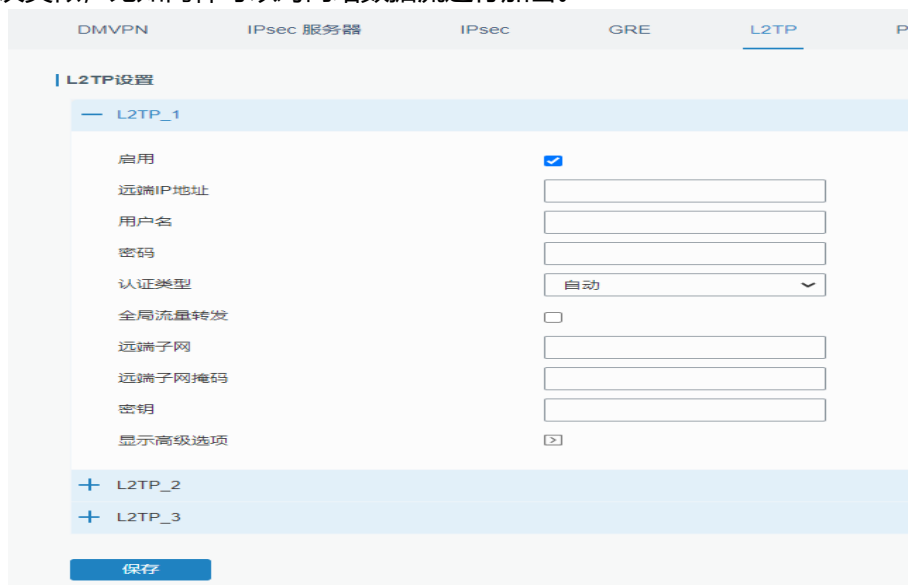 DMVPN IPsec 服务器 IPsec GRE L2TP P
L2TP设置
L2TP_1
启用
远端IP地址
用户名
密码
认证类型 自动
全局流量转发
远端子网
远端子网掩码
密钥
显示高级选项
L2TP_2
L2TP_3
保存